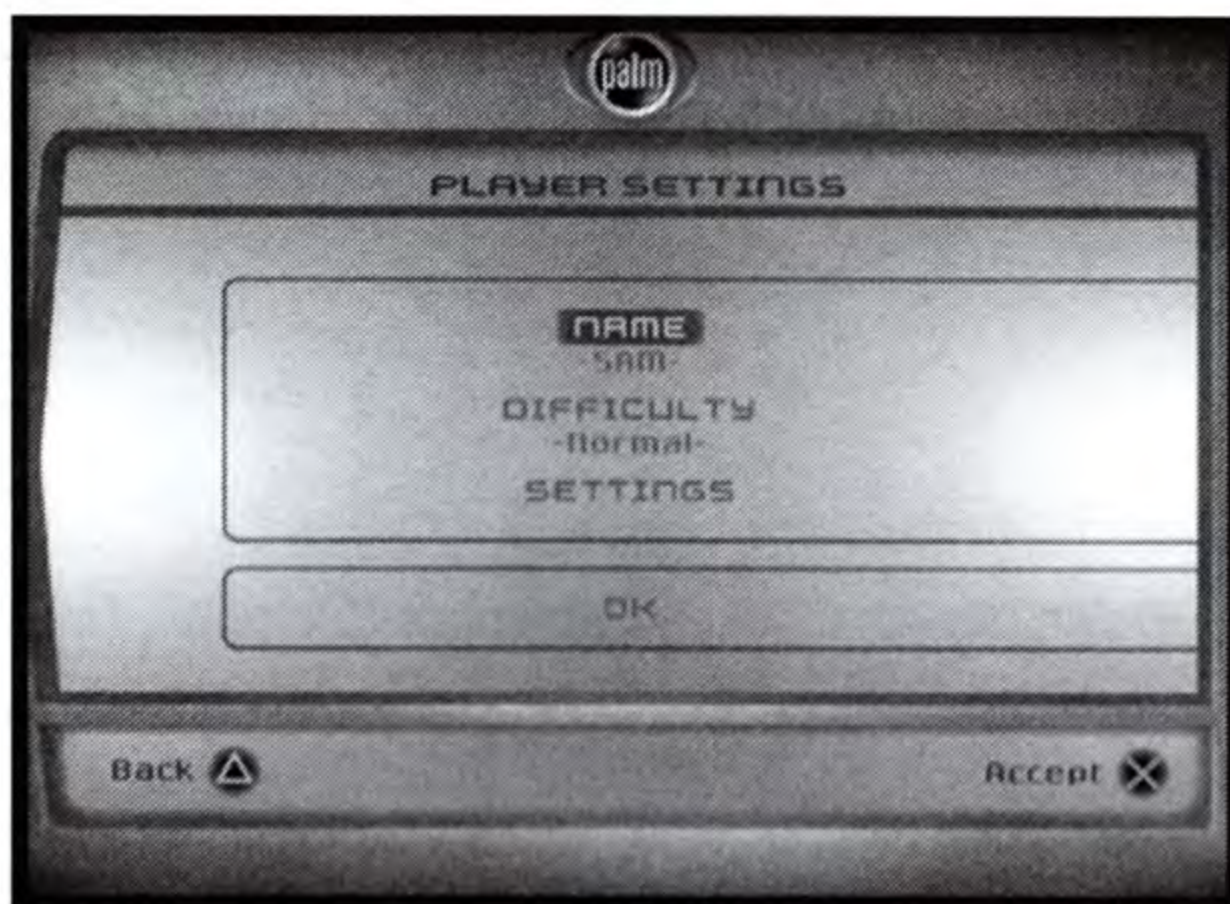 palm
PLAYER SETTINGS
NAME
-SAM-
DIFFICULTY
-Normal-
SETTINGS
OK
Back
Accept